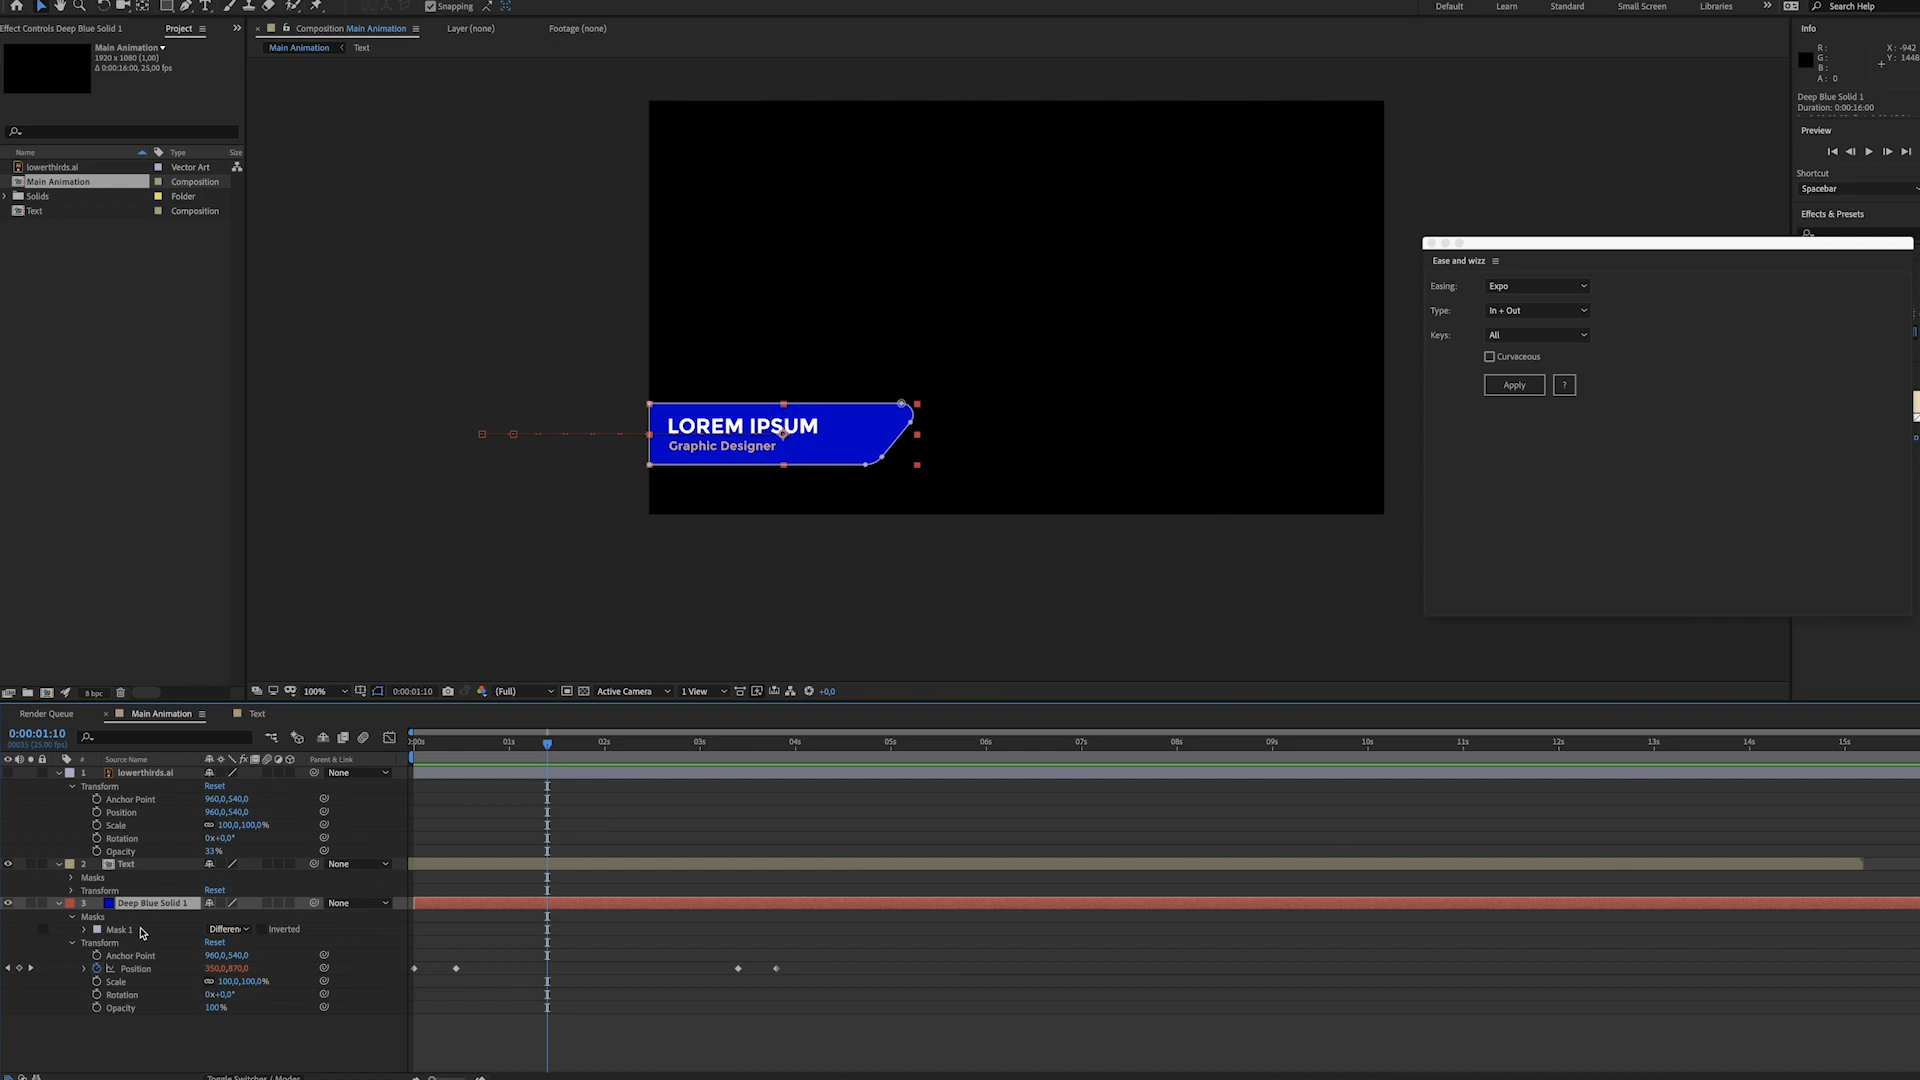 Snapping
Default
Learn
Standard
Small Screen
Libraries
Search Help
Effect Controls Deep Blue Solid 1
Project
Composition Main Animation
Layer (none)
Footage (none)
Info
Main Animation
1920 x 1080 (1,00)
Δ 0:00:16:00, 25,00 fps
Main Animation
Text
R:
G:
B:
A: 0
X: -942
Y: 1448
Deep Blue Solid 1
Duration: 0:00:16:00
Preview
Name
Type
Size
lowerthirds.ai
Vector Art
Main Animation
Composition
Solids
Folder
Text
Composition
Shortcut
Spacebar
Effects & Presets
Ease and wizz
Easing:
Expo
Type:
In + Out
Keys:
All
Curvaceous
Apply
?
LOREM IPSUM
Graphic Designer
8 bpc
100%
0:00:01:10
(Full)
Active Camera
1 View
+0,0
Render Queue
Main Animation
Text
0:00:01:10
00035 (25.00 fps)
:00s
01s
02s
03s
04s
05s
06s
07s
08s
09s
10s
11s
12s
13s
14s
15s
#
Source Name
Parent & Link
1
lowerthirds.ai
None
Transform
Reset
Anchor Point
960,0,540,0
Position
960,0,540,0
Scale
100,0,100,0%
Rotation
0x+0,0°
Opacity
33%
2
Text
None
Masks
Transform
Reset
3
Deep Blue Solid 1
None
Masks
Mask 1
Differen
Inverted
Transform
Reset
Anchor Point
960,0,540,0
Position
350,0,870,0
Scale
100,0,100,0%
Rotation
0x+0,0°
Opacity
100%
Toggle Switches / Modes